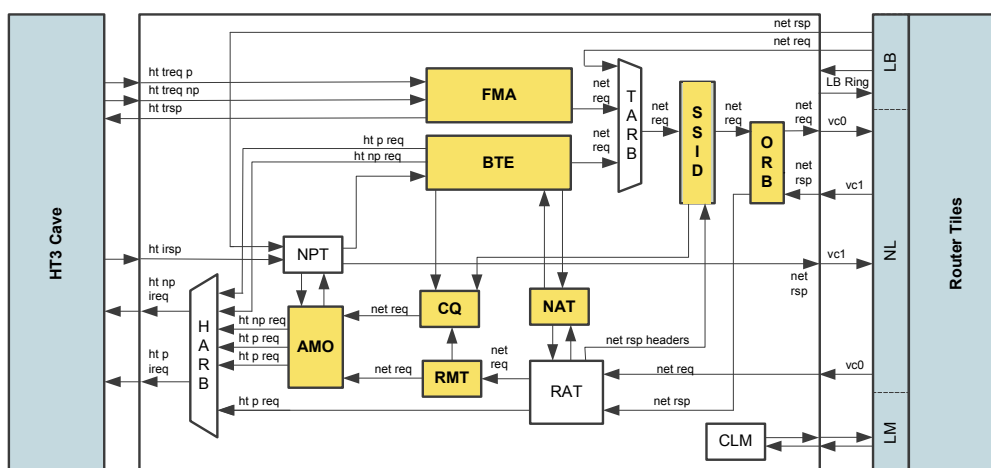 net rsp
net req
LB
ht treq p
ht treq np
ht trsp
FMA
net
req
TARB
net
req
SSID
net
req
ORB
net
req
vc0
LB Ring
ht p req
ht np req
BTE
net
req
net
rsp
vc1
HT3 Cave
NL
Router Tiles
ht irsp
NPT
vc1
net
rsp
ht np
ireq
HARB
ht np req
ht p req
ht p req
AMO
net req
CQ
NAT
net rsp headers
ht p
ireq
net req
RMT
net
req
RAT
net req
vc0
ht p req
net rsp
CLM
LM